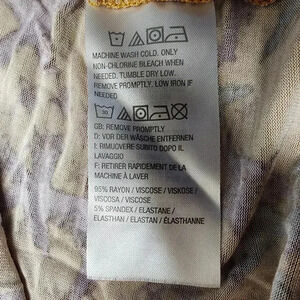 MACHINE WASH COLD. ONLY
NON-CHLORINE BLEACH WHEN
NEEDED. TUMBLE DRY LOW.
REMOVE PROMPTLY. LOW IRON IF
NEEDED
30
GB: REMOVE PROMPTLY
D: VOR DER WÄSCHE ENTFERNEN
I: RIMUOVERE SUBITO DOPO IL
LAVAGGIO
F: RETIRER RAPIDEMENT DE LA
MACHINE À LAVER
95% RAYON / VISCOSE / VISKOSE /
VISCOSA / VISCOSE
5% SPANDEX / ELASTANE /
ELASTHAN / ELASTAN / ÉLASTHANNE